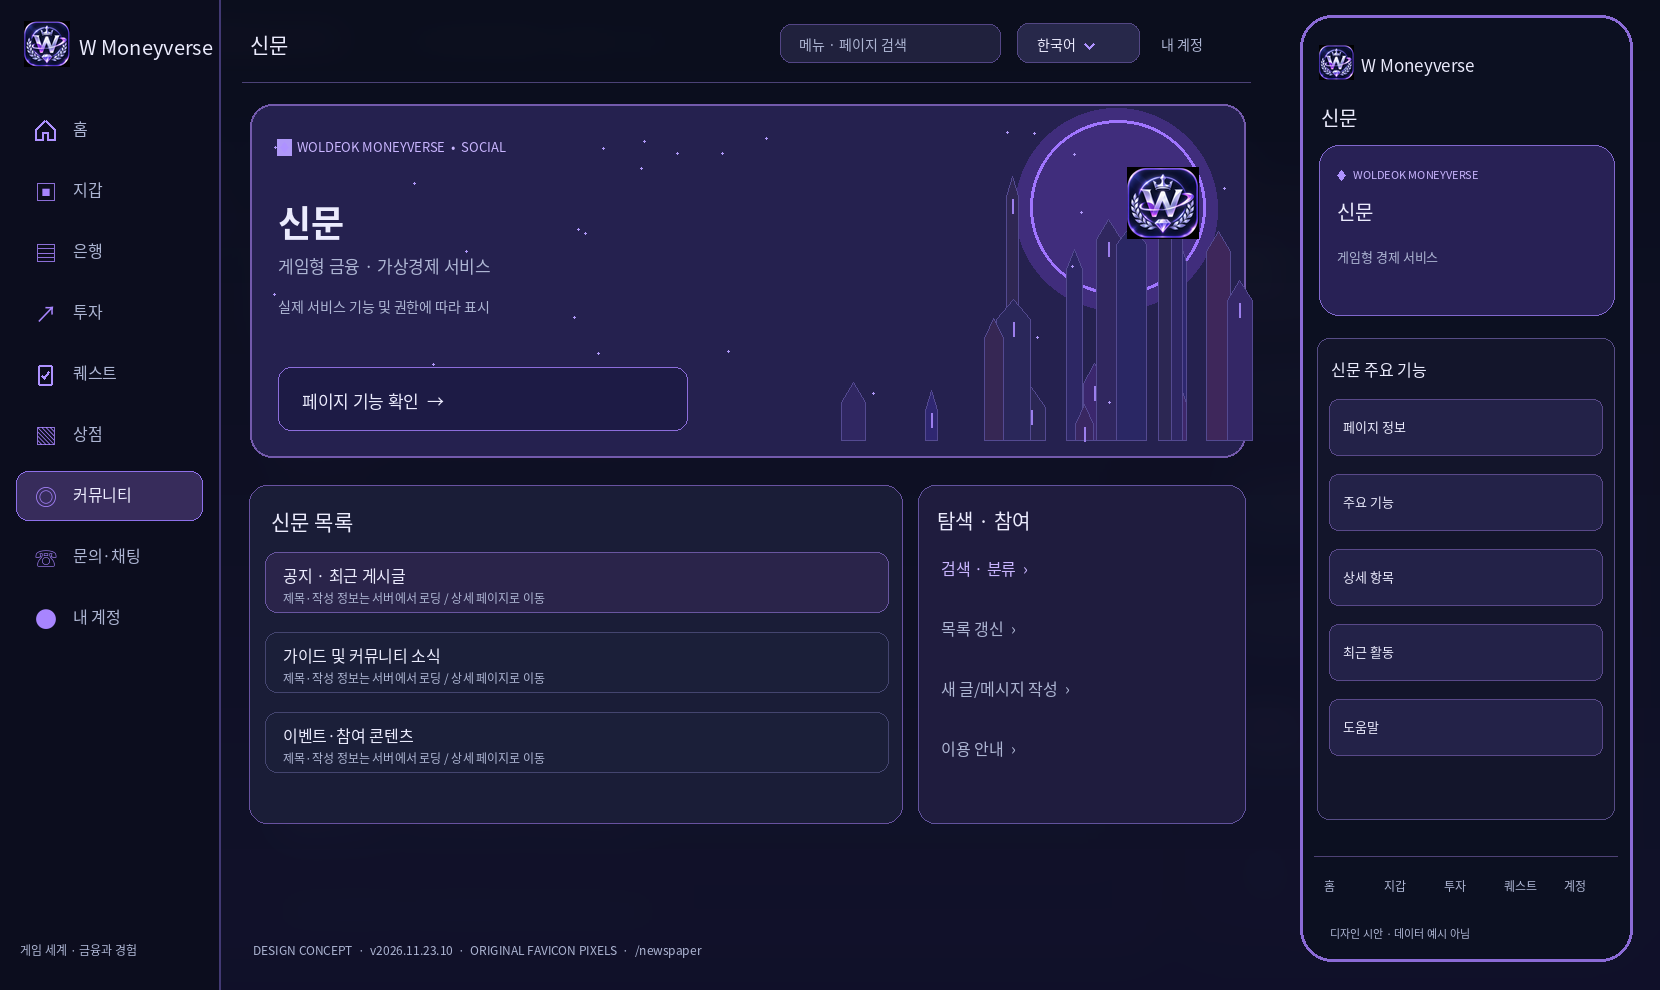 W Moneyverse
홈
지갑
은행
투자
퀘스트
상점
커뮤니티
문의·채팅
내 계정
게임 세계 · 금융과 경험
신문
메뉴 · 페이지 검색
한국어
내 계정
WOLDEOK MONEYVERSE • SOCIAL
신문
게임형 금융 · 가상경제 서비스
실제 서비스 기능 및 권한에 따라 표시
페이지 기능 확인 →
신문 목록
공지 · 최근 게시글
제목·작성 정보는 서버에서 로딩 / 상세 페이지로 이동
가이드 및 커뮤니티 소식
제목·작성 정보는 서버에서 로딩 / 상세 페이지로 이동
이벤트·참여 콘텐츠
제목·작성 정보는 서버에서 로딩 / 상세 페이지로 이동
탐색 · 참여
검색 · 분류 ›
목록 갱신 ›
새 글/메시지 작성 ›
이용 안내 ›
DESIGN CONCEPT · v2026.11.23.10 · ORIGINAL FAVICON PIXELS · /newspaper
W Moneyverse
신문
WOLDEOK MONEYVERSE
신문
게임형 경제 서비스
신문 주요 기능
페이지 정보
주요 기능
상세 항목
최근 활동
도움말
홈 지갑 투자 퀘스트 계정
디자인 시안 · 데이터 예시 아님